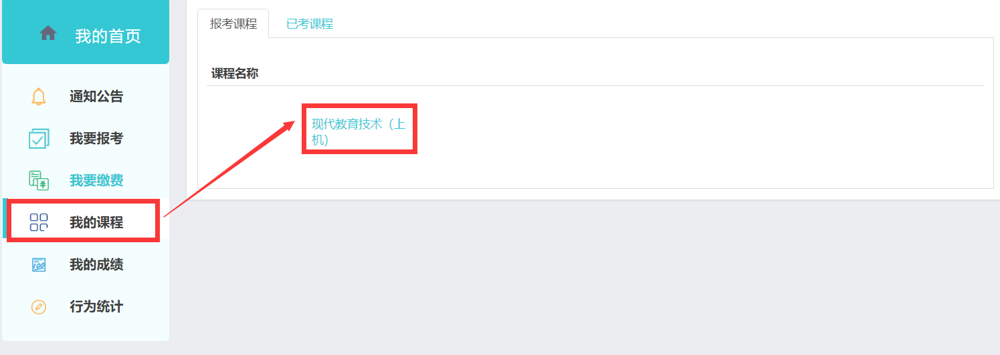 我的首页
通知公告
我要报考
我要缴费
我的课程
100
我的成绩
行为统计
报考课程
已考课程
课程名称
现代教育技术（上
机）